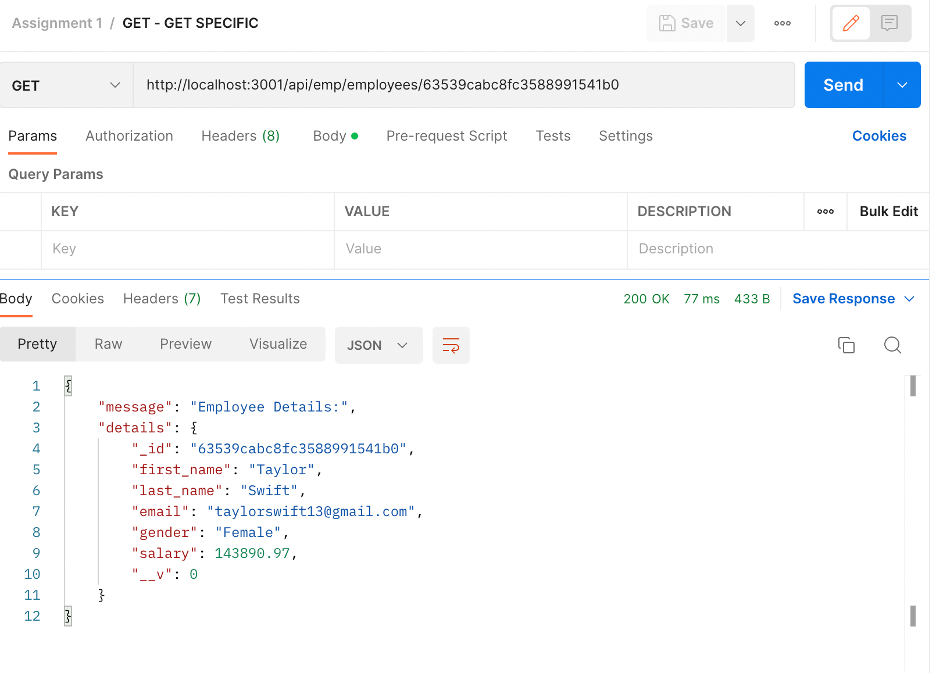 Assignment 1 / GET - GET SPECIFIC
Save
GET
http://localhost:3001/api/emp/employees/63539cabc8fc3588991541b0
Send
Params Authorization Headers (8) Body Pre-request Script Tests Settings Cookies
Query Params
KEY VALUE DESCRIPTION Bulk Edit
Key Value Description
Body Cookies Headers (7) Test Results 200 OK 77 ms 433 B Save Response
Pretty Raw Preview Visualize JSON
1 {
2 "message": "Employee Details:",
3 "details": {
4 "_id": "63539cabc8fc3588991541b0",
5 "first_name": "Taylor",
6 "last_name": "Swift",
7 "email": "taylorswift13@gmail.com",
8 "gender": "Female",
9 "salary": 143890.97,
10 "__v": 0
11 }
12 }